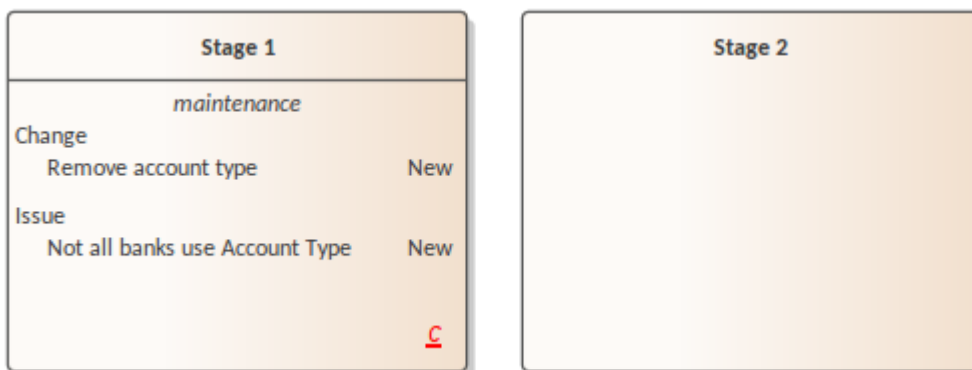 Stage 1
maintenance
Change
Remove account type New
Issue
Not all banks use Account Type New
C
Stage 2